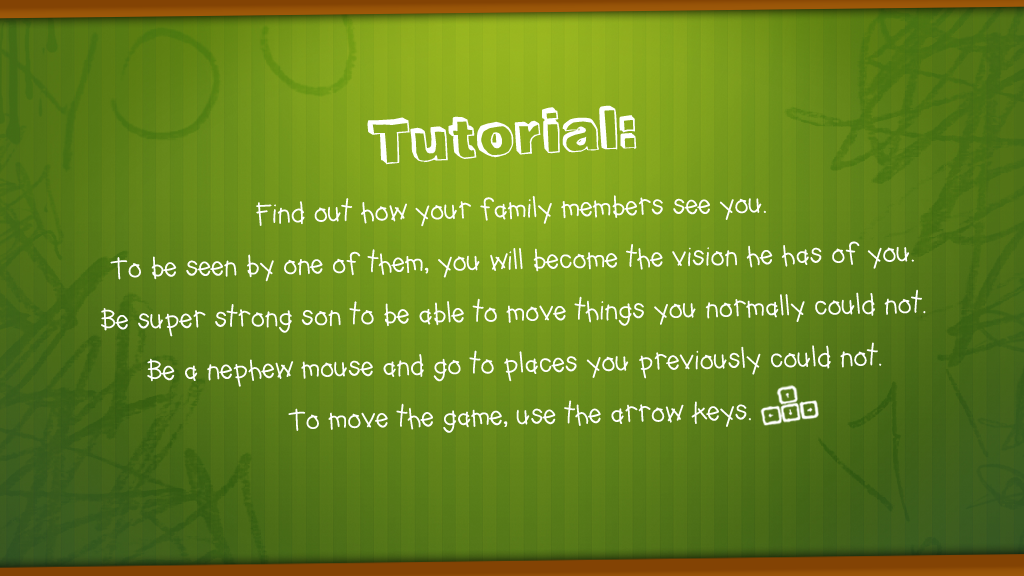 Tutorial:
Find out how your family members see you.
To be seen by one of them, you will become the vision he has of you.
Be super strong son to be able to move things you normally could not.
Be a nephew mouse and go to places you previously could not.
To move the game, use the arrow keys.